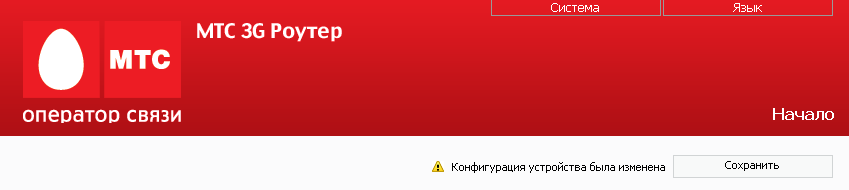 Система
Язык
МТС 3G Роутер
МТС
оператор связи
Начало
Конфигурация устройства была изменена
Сохранить